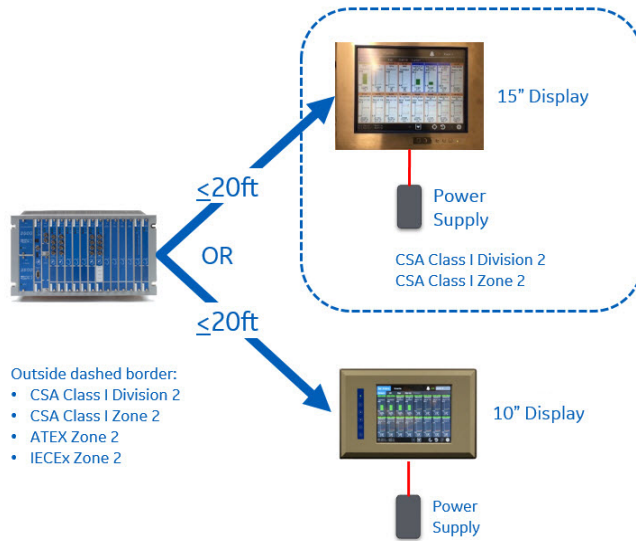 15” Display
≤20ft
Power
Supply
OR
CSA Class I Division 2
CSA Class I Zone 2
≤20ft
Outside dashed border:
• CSA Class I Division 2
• CSA Class I Zone 2
• ATEX Zone 2
• IECEx Zone 2
10” Display
Power
Supply